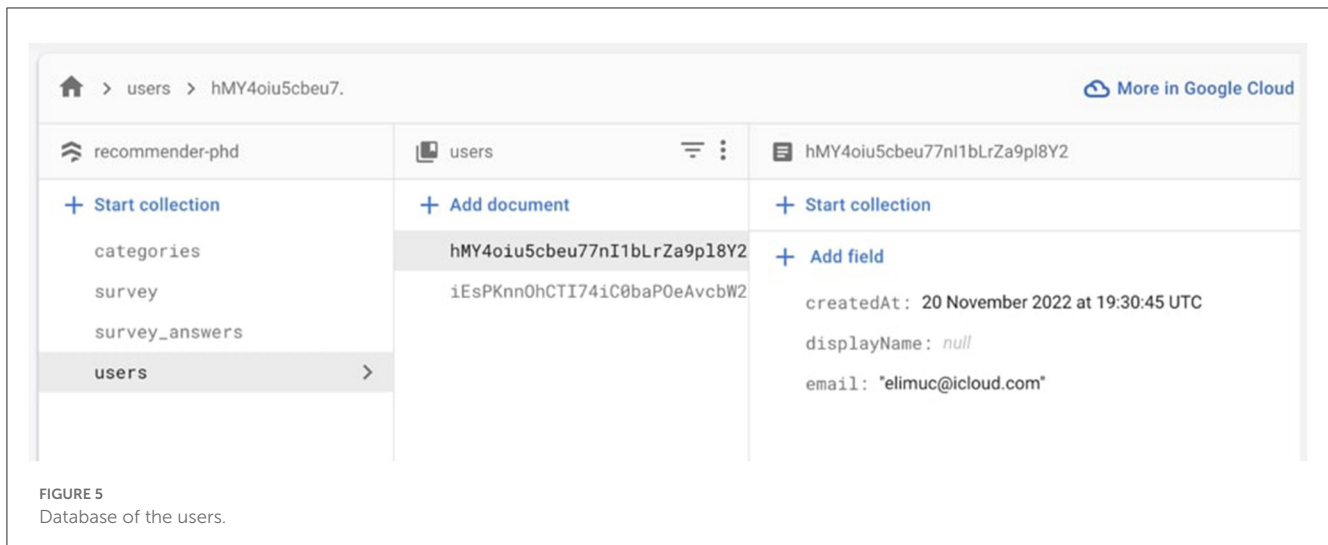 users > hMY4oiu5cbeu7.
More in Google Cloud
recommender-phd
users
hMY4oiu5cbeu77nI1bLrZa9pl8Y2
+ Start collection
+ Add document
+ Start collection
categories
survey
survey_answers
users
hMY4oiu5cbeu77nI1bLrZa9pl8Y2
iEsPKnnOhCTI74iC0baPOeAvcbW2
+ Add field
createdAt: 20 November 2022 at 19:30:45 UTC
displayName: null
email: "elimuc@icloud.com"
FIGURE 5
Database of the users.